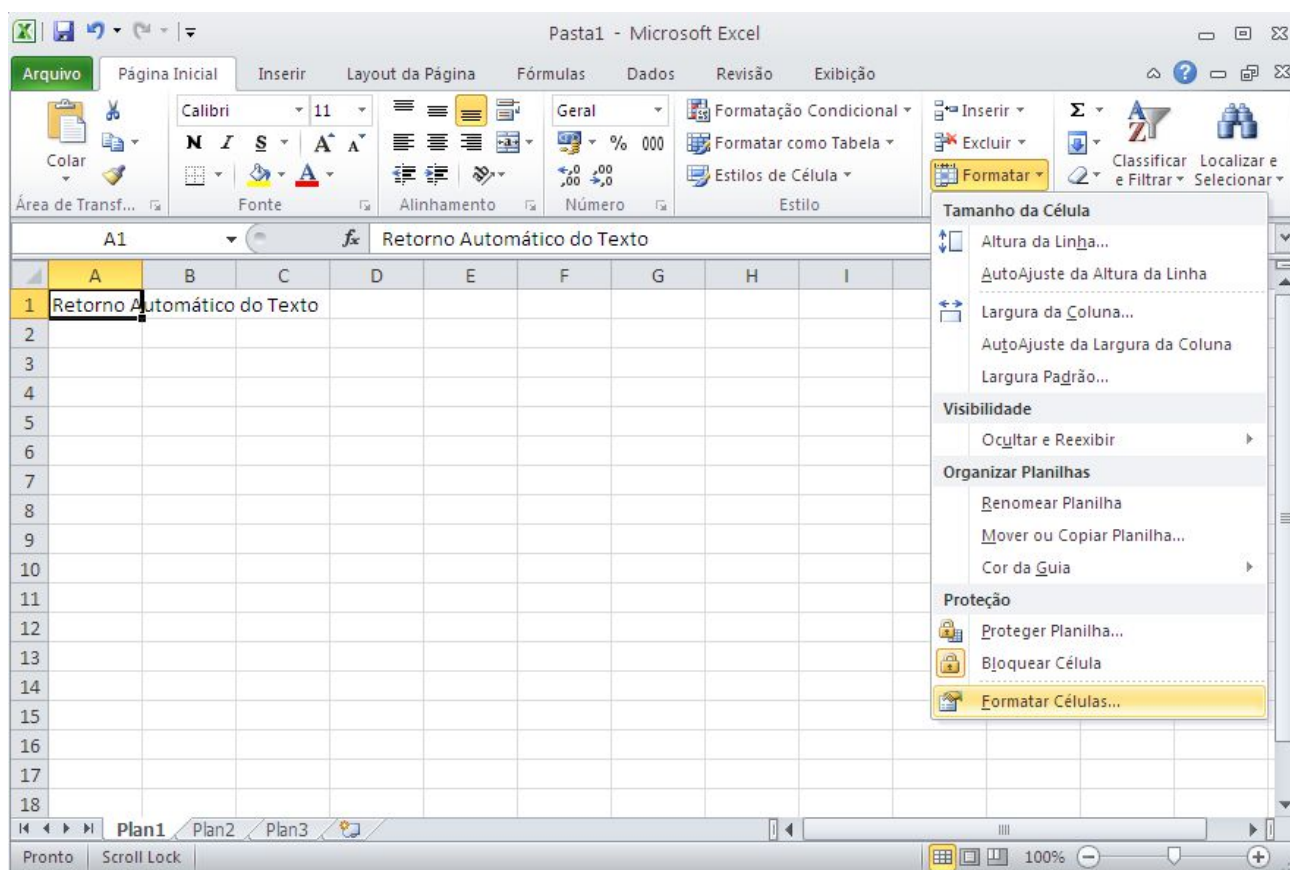 Pasta1 - Microsoft Excel
Arquivo Página Inicial Inserir Layout da Página Fórmulas Dados Revisão Exibição
Calibri 11 Geral Formatação Condicional Inserir Σ
Colar N I S A A % 000 Formatar como Tabela Excluir Classificar e Filtrar Localizar e Selecionar
A ,00 ,0 ,00 Estilos de Célula Formatar
Área de Transf... Fonte Alinhamento Número Estilo
A1 fx Retorno Automático do Texto
A B C D E F G H I
1 Retorno Automático do Texto
2
3
4
5
6
7
8
9
10
11
12
13
14
15
16
17
18
Tamanho da Célula
Altura da Linha...
AutoAjuste da Altura da Linha
Largura da Coluna...
AutoAjuste da Largura da Coluna
Largura Padrão...
Visibilidade
Ocultar e Reexibir
Organizar Planilhas
Renomear Planilha
Mover ou Copiar Planilha...
Cor da Guia
Proteção
Proteger Planilha...
Bloquear Célula
Formatar Células...
Plan1 Plan2 Plan3
Pronto Scroll Lock 100%